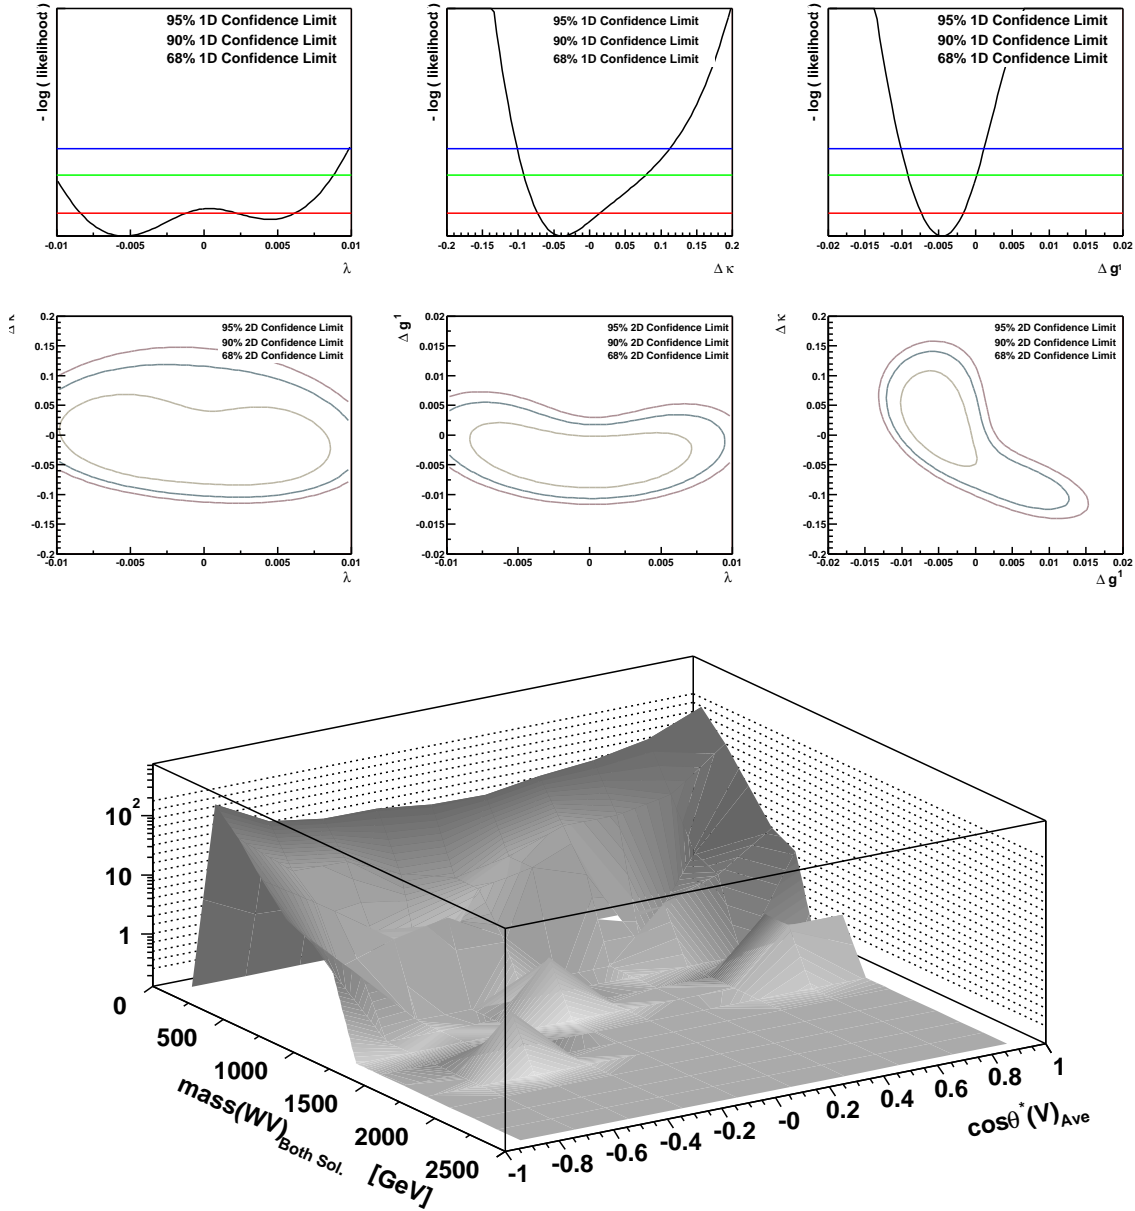 - log ( likelihood )
95% 1D Confidence Limit
90% 1D Confidence Limit
68% 1D Confidence Limit
-0.01 -0.005 0 0.005 0.01
λ
- log ( likelihood )
95% 1D Confidence Limit
90% 1D Confidence Limit
68% 1D Confidence Limit
-0.2 -0.15 -0.1 -0.05 -0 0.05 0.1 0.15 0.2
Δ κ
- log ( likelihood )
95% 1D Confidence Limit
90% 1D Confidence Limit
68% 1D Confidence Limit
-0.02 -0.015 -0.01 -0.005 0 0.005 0.01 0.015 0.02
Δ g¹
Δ κ
95% 2D Confidence Limit
90% 2D Confidence Limit
68% 2D Confidence Limit
0.2
0.15
0.1
0.05
-0
-0.05
-0.1
-0.15
-0.2
-0.01 -0.005 0 0.005 0.01
λ
Δ g¹
95% 2D Confidence Limit
90% 2D Confidence Limit
68% 2D Confidence Limit
0.02
0.015
0.01
0.005
0
-0.005
-0.01
-0.015
-0.02
-0.01 -0.005 0 0.005 0.01
λ
Δ κ
95% 2D Confidence Limit
90% 2D Confidence Limit
68% 2D Confidence Limit
0.2
0.15
0.1
0.05
-0
-0.05
-0.1
-0.15
-0.2
-0.02 -0.015 -0.01 -0.005 0 0.005 0.01 0.015 0.02
Δ g¹
10²
10
1
0 500 1000 1500 2000 2500
mass(WV)Both Sol. [GeV]
-1 -0.8 -0.6 -0.4 -0.2 -0 0.2 0.4 0.6 0.8 1
cosθ*(V)Ave